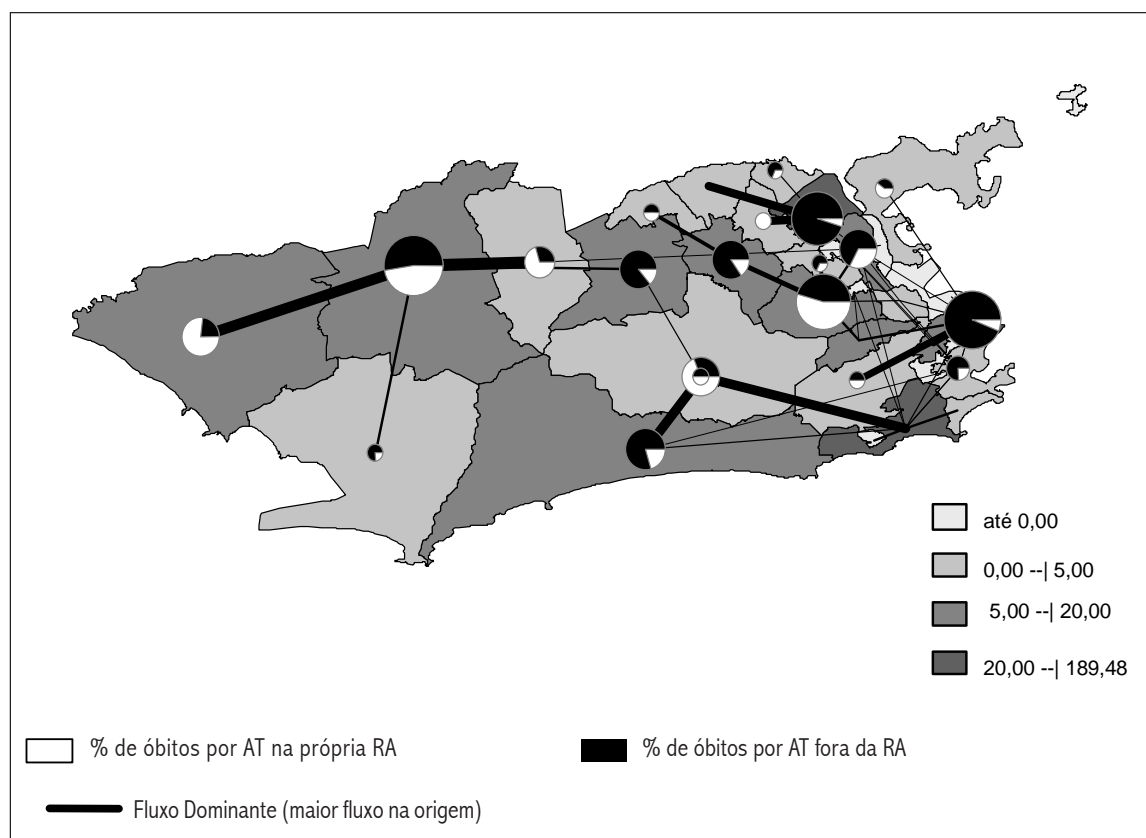 até 0,00
0,00 --| 5,00
5,00 --| 20,00
20,00 --| 189,48
% de óbitos por AT na própria RA
% de óbitos por AT fora da RA
Fluxo Dominante (maior fluxo na origem)